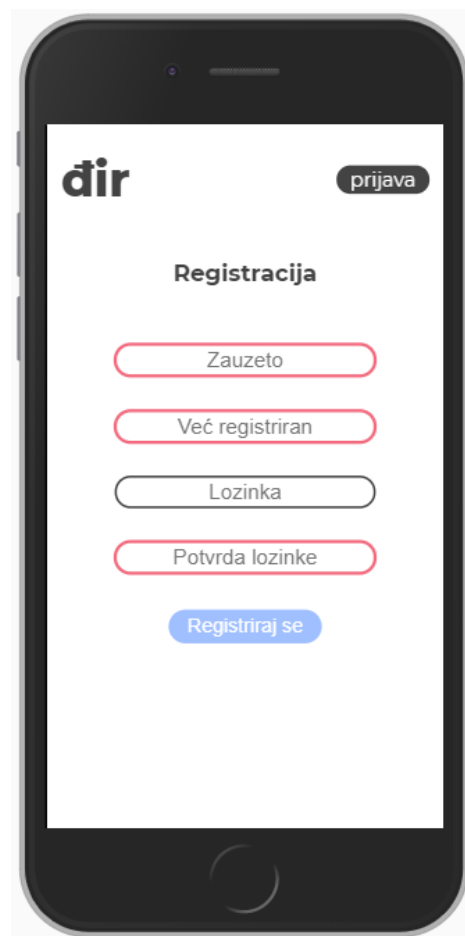 đir
prijava
Registracija
Zauzeto
Već registriran
Lozinka
Potvrda lozinke
Registriraj se